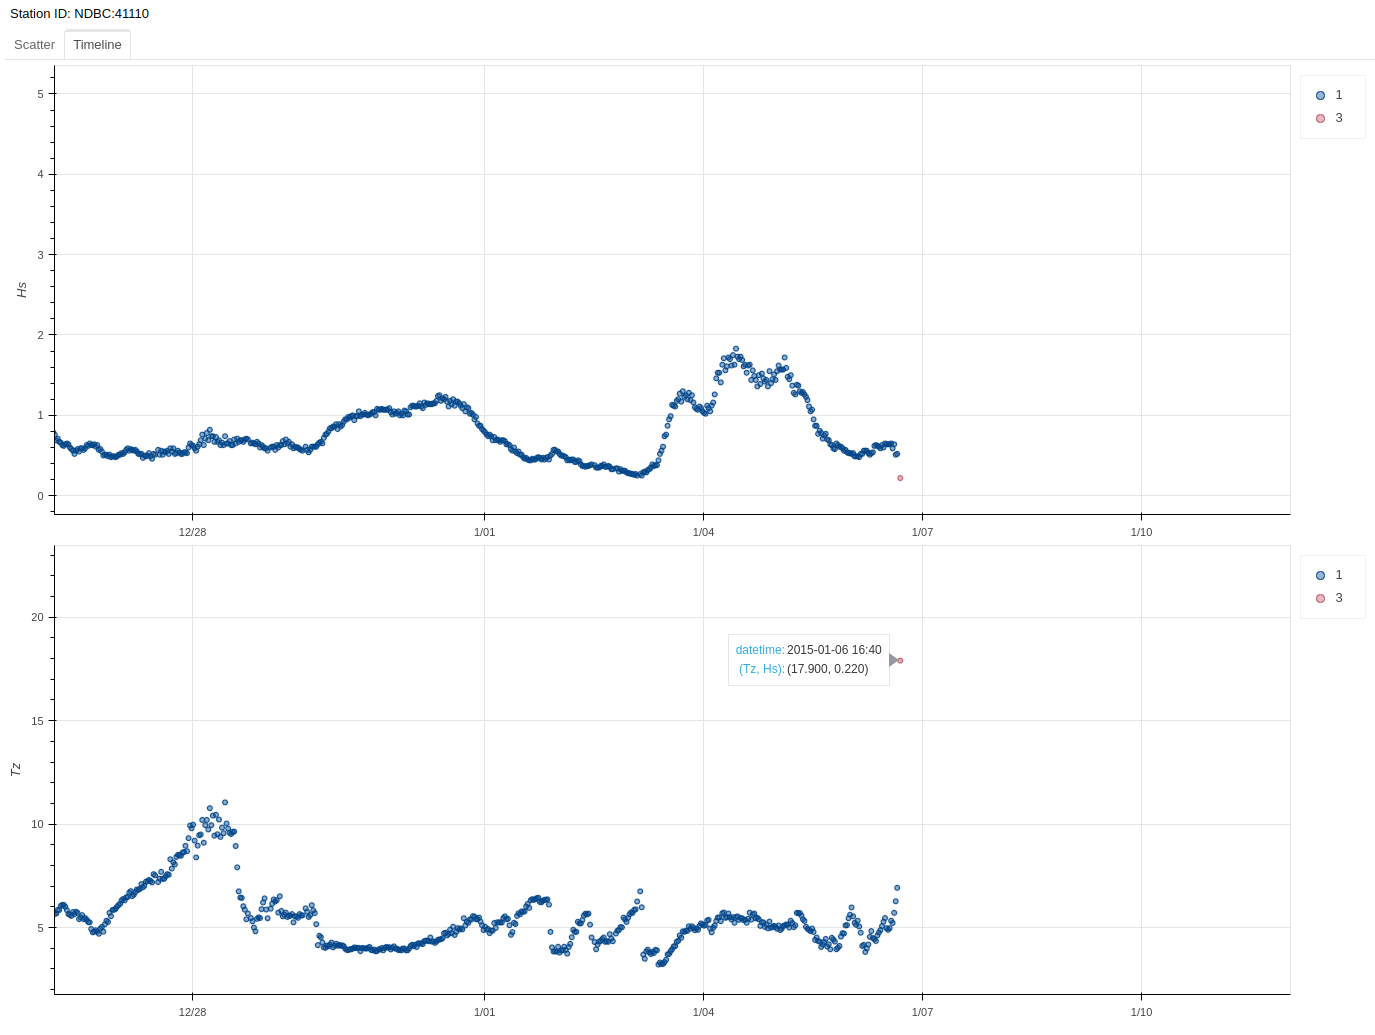 Station ID: NDBC:41110
Scatter Timeline
5
4
3
2
1
0
Hs
12/28 1/01 1/04 1/07 1/10
1
3
20
15
10
5
Tz
12/28 1/01 1/04 1/07 1/10
datetime: 2015-01-06 16:40
(Tz, Hs): (17.900, 0.220)
1
3